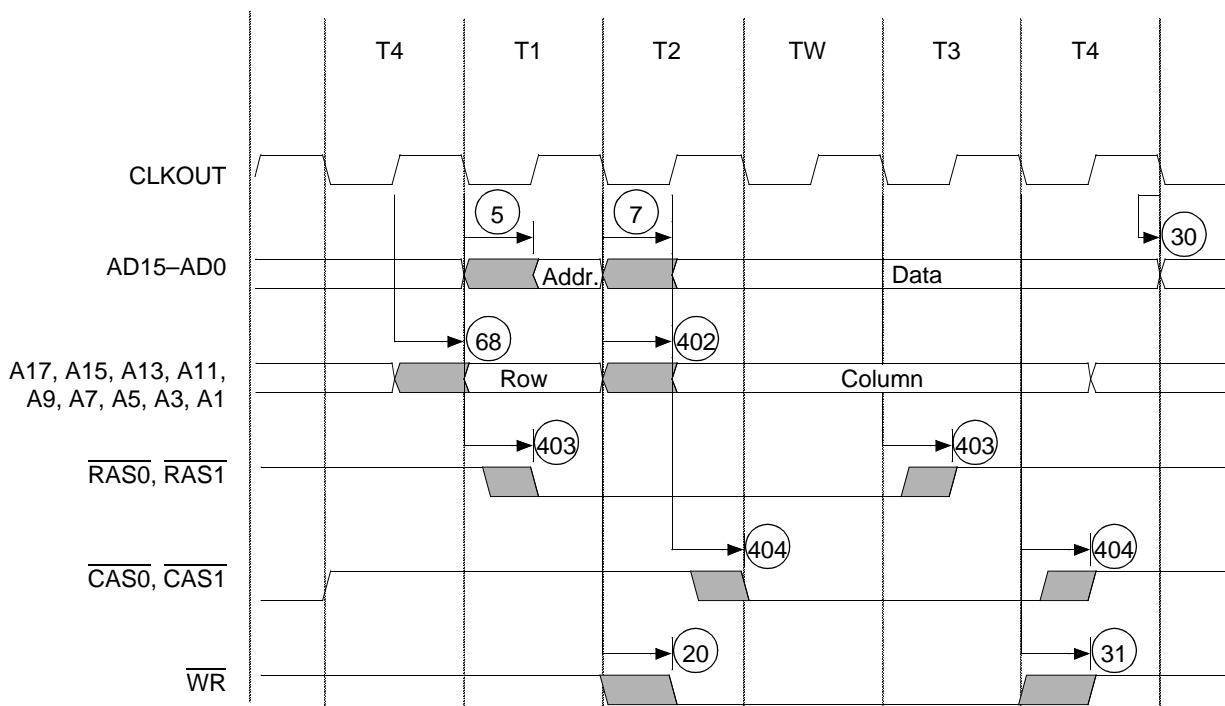 T4 T1 T2 TW T3 T4
CLKOUT
5 7 30
AD15–AD0 Addr. Data
68 402
A17, A15, A13, A11,
A9, A7, A5, A3, A1
Row Column
403 403
RAS0, RAS1
404 404
CAS0, CAS1
20 31
WR